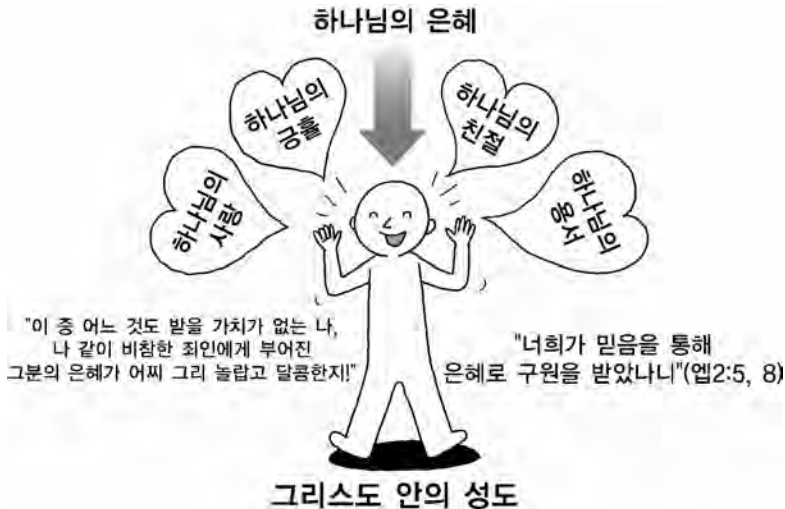 하나님의 은혜
하나님의
긍휼
하나님의
친절
하나님의
사랑
하나님의
용서
"이 중 어느 것도 받을 가치가 없는 나,
나 같이 비참한 죄인에게 부어진
그분의 은혜가 어찌 그리 놀랍고 달콤한지!"
"너희가 믿음을 통해
은혜로 구원을 받았나니"(엡2:5, 8)
그리스도 안의 성도